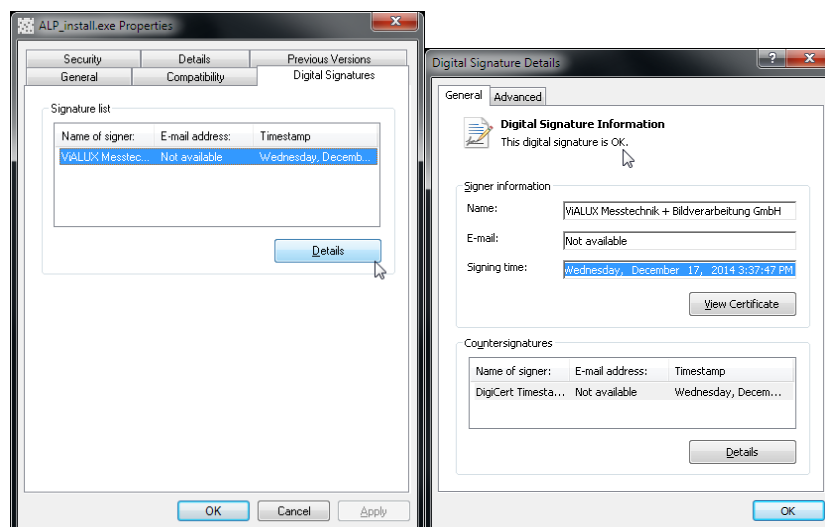 ALP_install.exe Properties
Security Details Previous Versions
General Compatibility Digital Signatures
Signature list
Name of signer: E-mail address: Timestamp
ViALUX Messtec... Not available Wednesday, Decemb...
Details
OK Cancel Apply
Digital Signature Details
General Advanced
Digital Signature Information
This digital signature is OK.
Signer information
Name: ViALUX Messtechnik + Bildverarbeitung GmbH
E-mail: Not available
Signing time: Wednesday, December 17, 2014 3:37:47 PM
View Certificate
Countersignatures
Name of signer: E-mail address: Timestamp
DigiCert Timesta... Not available Wednesday, Decem...
Details
OK